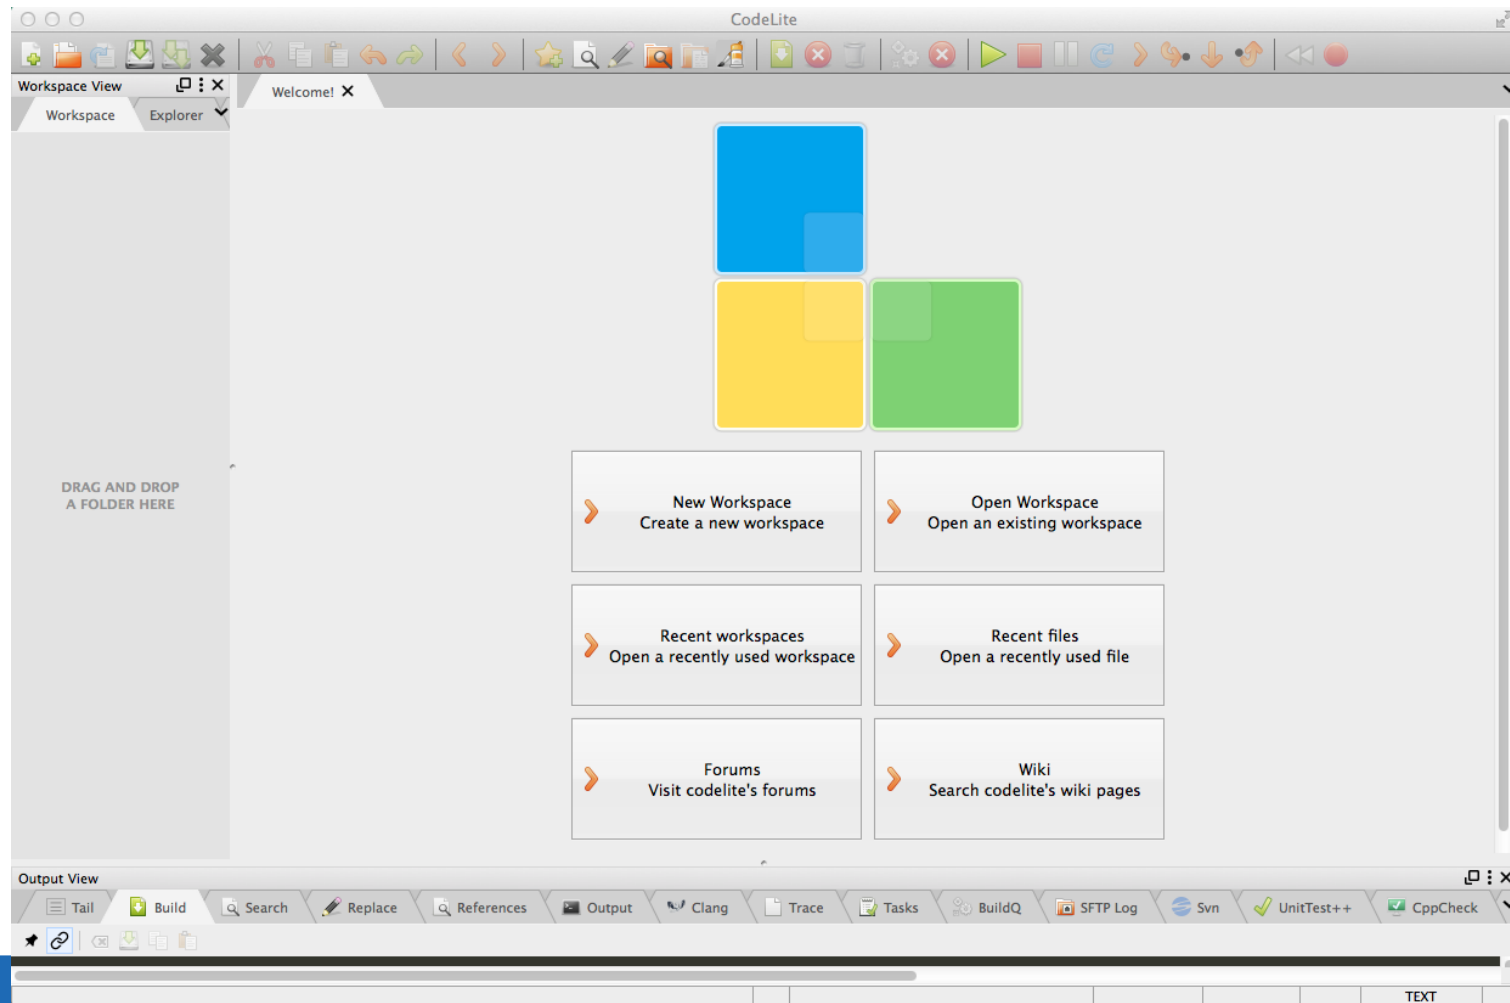 CodeLite
Workspace View
Welcome!
Workspace
Explorer
DRAG AND DROP
A FOLDER HERE
New Workspace
Create a new workspace
Open Workspace
Open an existing workspace
Recent workspaces
Open a recently used workspace
Recent files
Open a recently used file
Forums
Visit codelite's forums
Wiki
Search codelite's wiki pages
Output View
Tail
Build
Search
Replace
References
Output
Clang
Trace
Tasks
BuildQ
SFTP Log
Svn
UnitTest++
CppCheck
TEXT